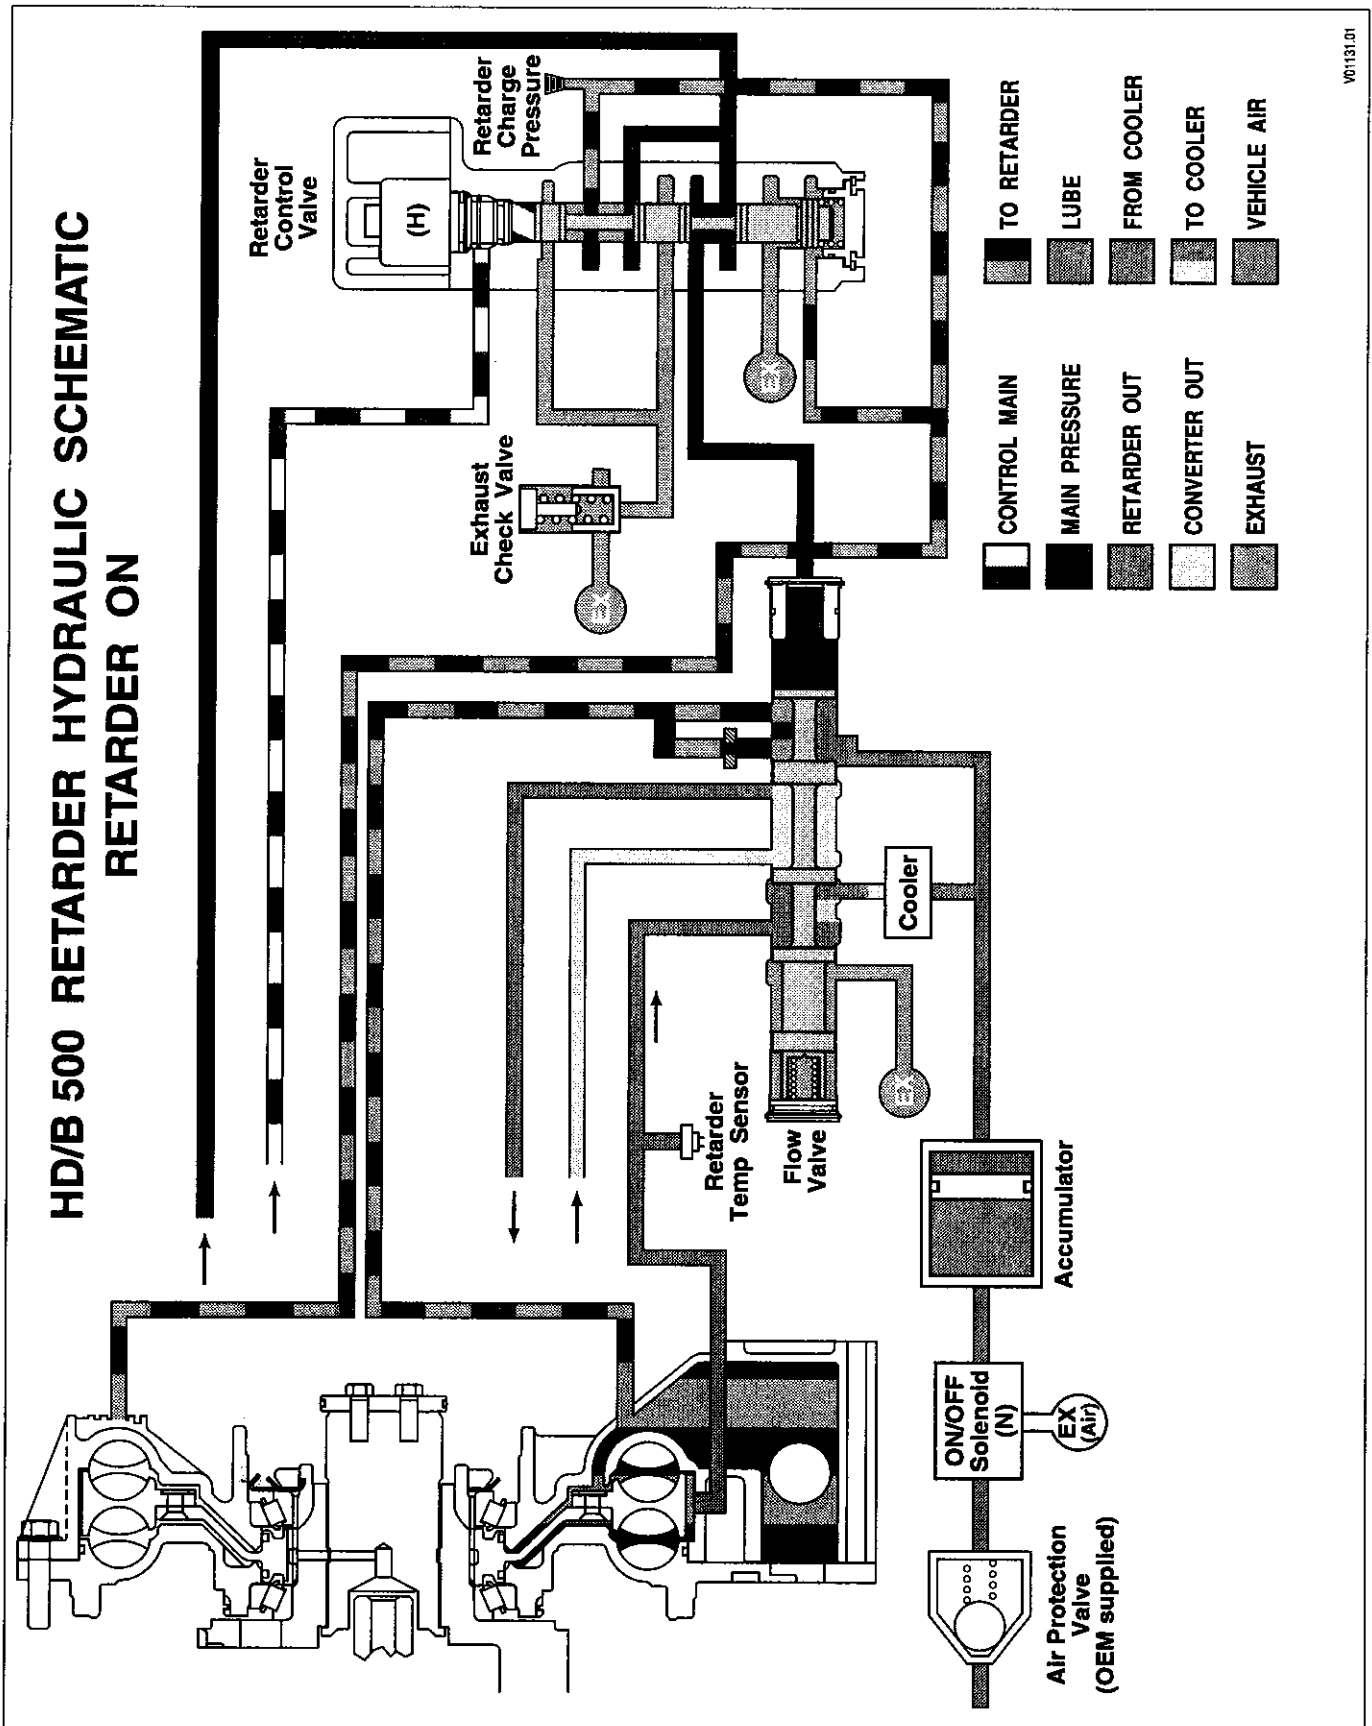 HD/B 500 RETARDER HYDRAULIC SCHEMATIC
RETARDER ON
Retarder
Control
Valve
(H)
Retarder
Charge
Pressure
Exhaust
Check Valve
EX
EX
Retarder
Temp Sensor
Flow
Valve
EX
Cooler
Accumulator
ON/OFF
Solenoid
(N)
EX
(Air)
Air Protection
Valve
(OEM supplied)
CONTROL MAIN
MAIN PRESSURE
RETARDER OUT
CONVERTER OUT
EXHAUST
TO RETARDER
LUBE
FROM COOLER
TO COOLER
VEHICLE AIR
V01131.01